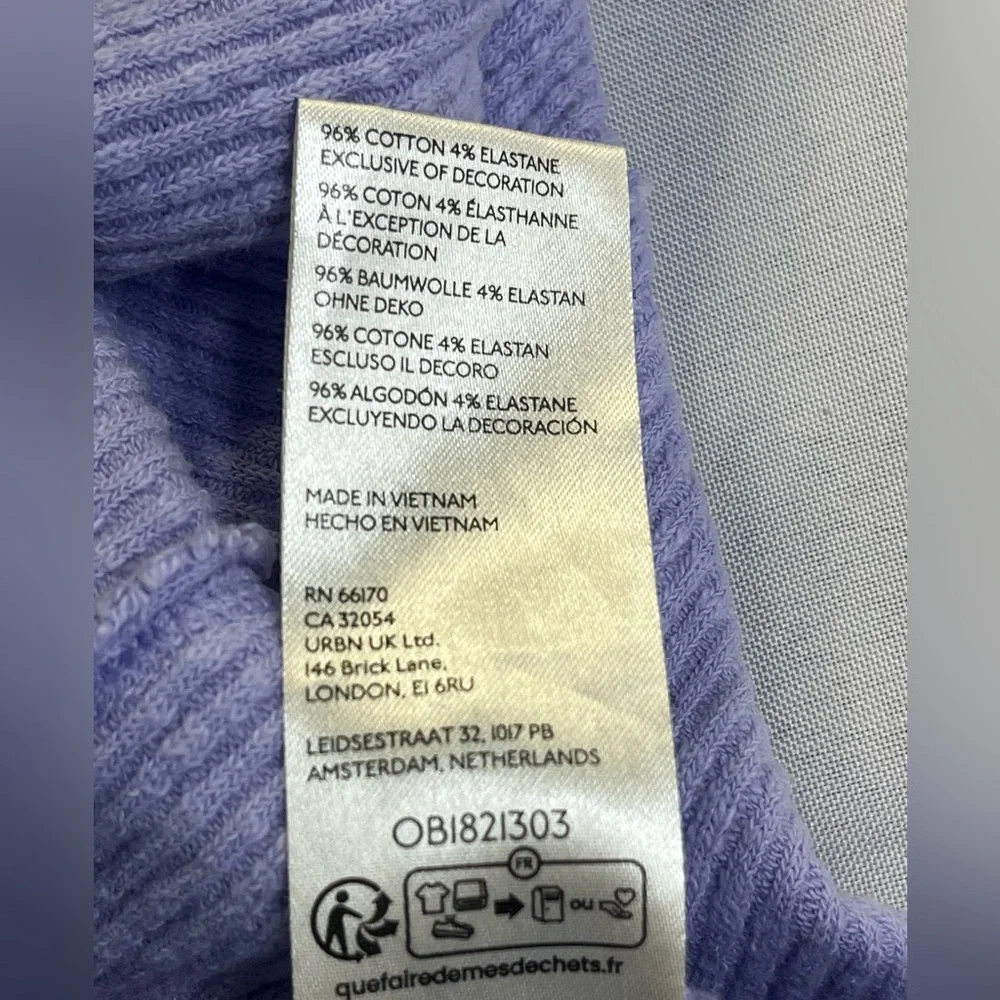 96% COTTON 4% ELASTANE
EXCLUSIVE OF DECORATION
96% COTON 4% ÉLASTHANNE
À L'EXCEPTION DE LA
DÉCORATION
96% BAUMWOLLE 4% ELASTAN
OHNE DEKO
96% COTONE 4% ELASTAN
ESCLUSO IL DECORO
96% ALGODÓN 4% ELASTANE
EXCLUYENDO LA DECORACIÓN
MADE IN VIETNAM
HECHO EN VIETNAM
RN 66170
CA 32054
URBN UK Ltd.
146 Brick Lane,
LONDON, E1 6RU
LEIDSESTRAAT 32, 1017 PB
AMSTERDAM, NETHERLANDS
OB1821303
FR
ou
quefairedemesdechets.fr